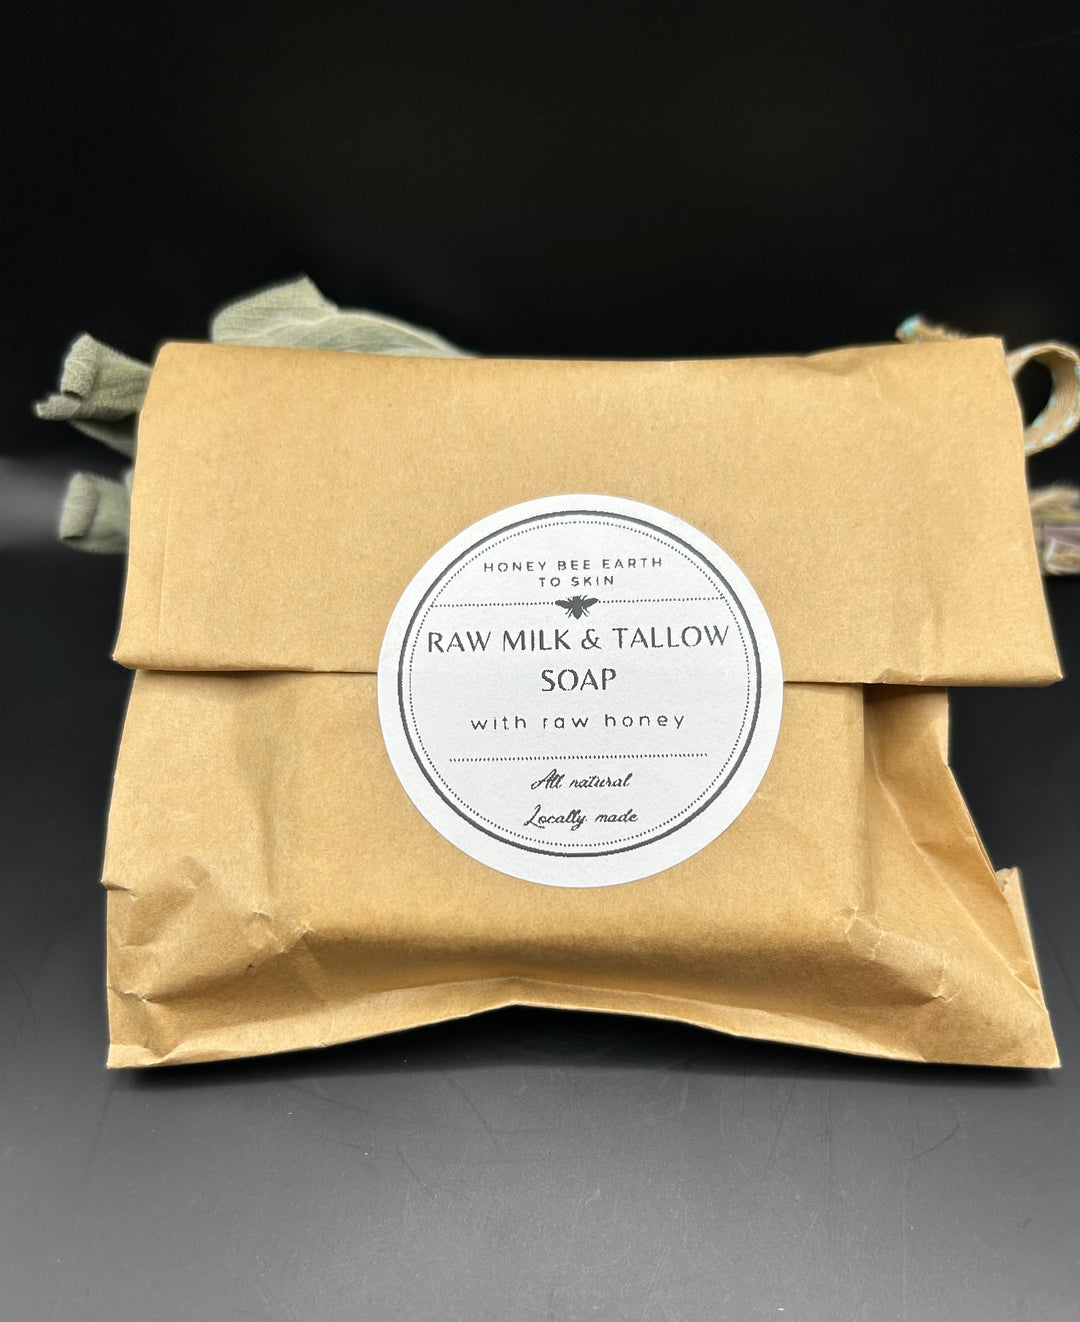 HONEY BEE EARTH
TO SKIN
RAW MILK & TALLOW
SOAP
with raw honey
All natural
Locally made